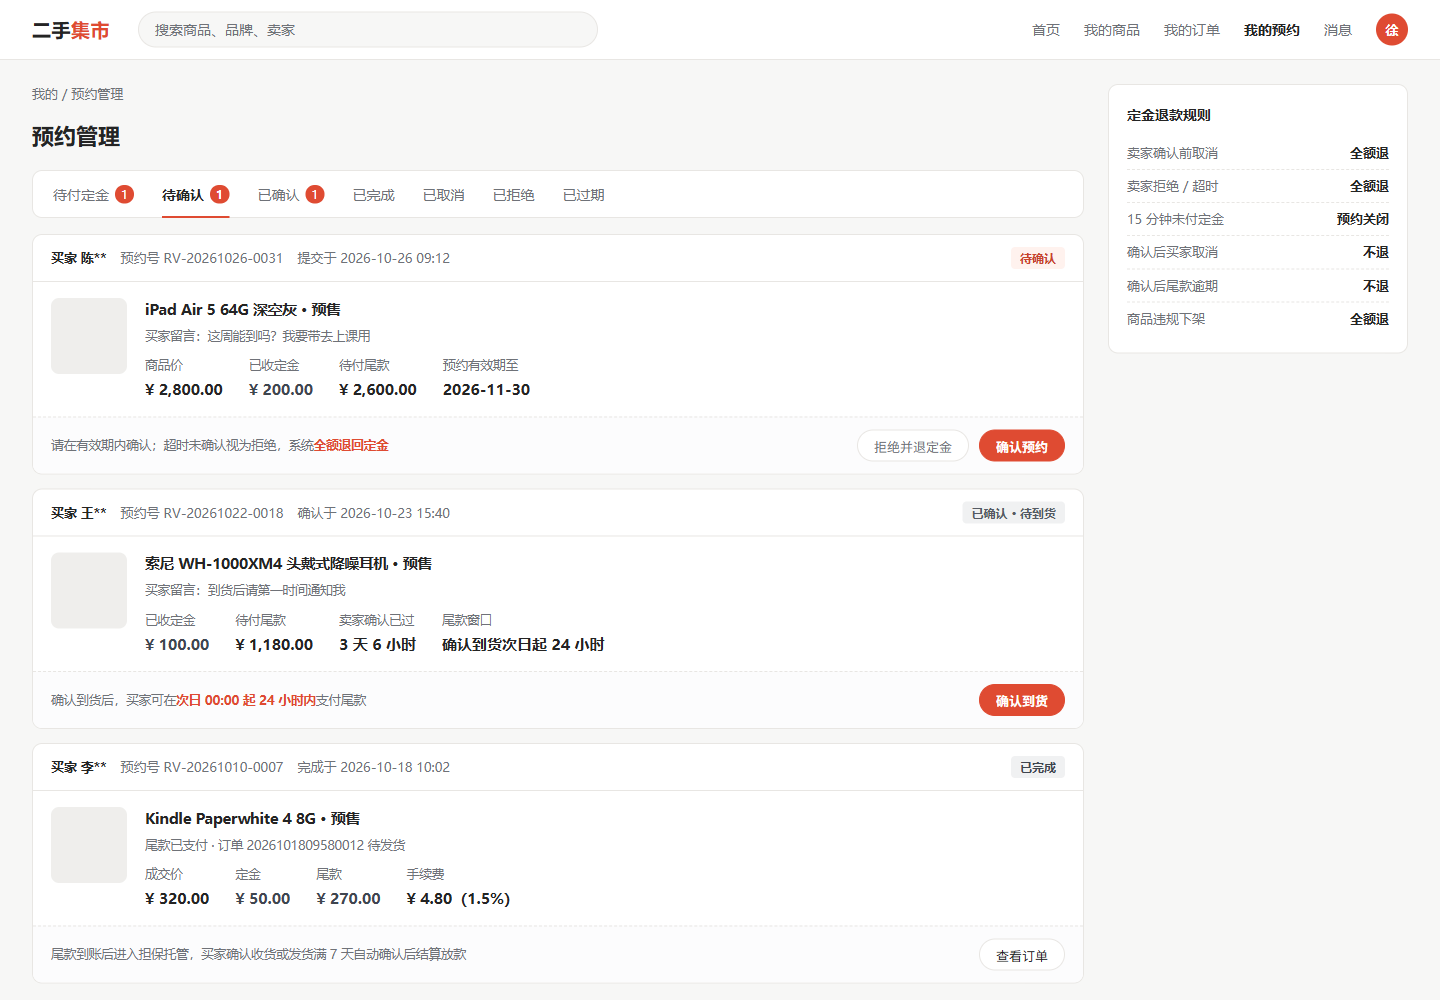 二手集市
搜索商品、品牌、卖家
首页 我的商品 我的订单 我的预约 消息 徐
我的 / 预约管理
预约管理
待付定金 1 待确认 1 已确认 1 已完成 已取消 已拒绝 已过期
买家 陈** 预约号 RV-20261026-0031 提交于 2026-10-26 09:12 待确认
iPad Air 5 64G 深空灰 • 预售
买家留言：这周能到吗？我要带去上课用
商品价 已收定金 待付尾款 预约有效期至
¥ 2,800.00 ¥ 200.00 ¥ 2,600.00 2026-11-30
请在有效期内确认；超时未确认视为拒绝，系统全额退回定金 拒绝并退定金 确认预约
买家 王** 预约号 RV-20261022-0018 确认于 2026-10-23 15:40 已确认 • 待到货
索尼 WH-1000XM4 头戴式降噪耳机 • 预售
买家留言：到货后请第一时间通知我
已收定金 待付尾款 卖家确认已过 尾款窗口
¥ 100.00 ¥ 1,180.00 3 天 6 小时 确认到货次日起 24 小时
确认到货后，买家可在次日 00:00 起 24 小时内支付尾款 确认到货
买家 李** 预约号 RV-20261010-0007 完成于 2026-10-18 10:02 已完成
Kindle Paperwhite 4 8G • 预售
尾款已支付 · 订单 2026101809580012 待发货
成交价 定金 尾款 手续费
¥ 320.00 ¥ 50.00 ¥ 270.00 ¥ 4.80（1.5%）
尾款到账后进入担保托管，买家确认收货或发货满 7 天自动确认后结算放款 查看订单
定金退款规则
卖家确认前取消 全额退
卖家拒绝 / 超时 全额退
15 分钟未付定金 预约关闭
确认后买家取消 不退
确认后尾款逾期 不退
商品违规下架 全额退